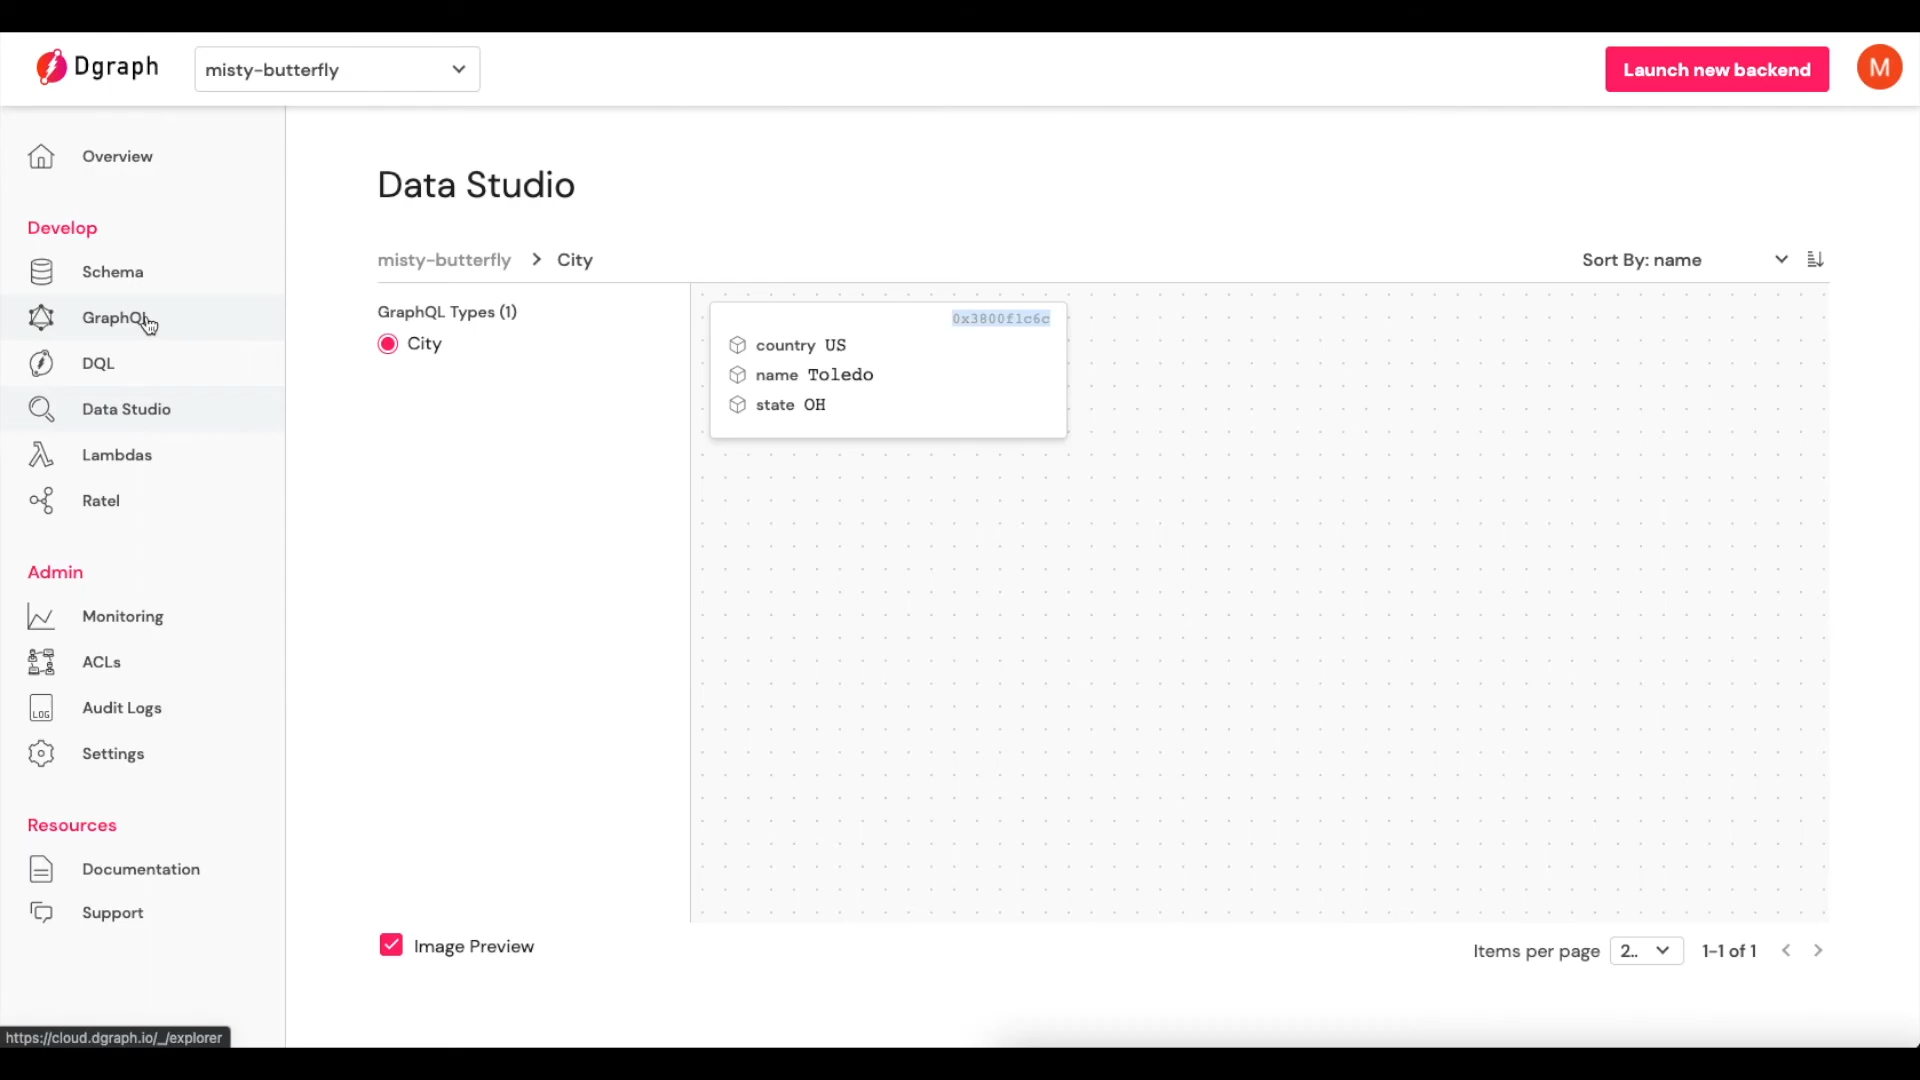 Dgraph
misty-butterfly
Launch new backend
M
Overview
Develop
Schema
GraphQL
DQL
Data Studio
Lambdas
Ratel
Admin
Monitoring
ACLs
LOG
Audit Logs
Settings
Resources
Documentation
Support
https://cloud.dgraph.io/_/explorer
Data Studio
misty-butterfly > City
Sort By: name
GraphQL Types (1)
City
0x3800f1c6c
country US
name Toledo
state OH
Image Preview
Items per page 2.. 1-1 of 1